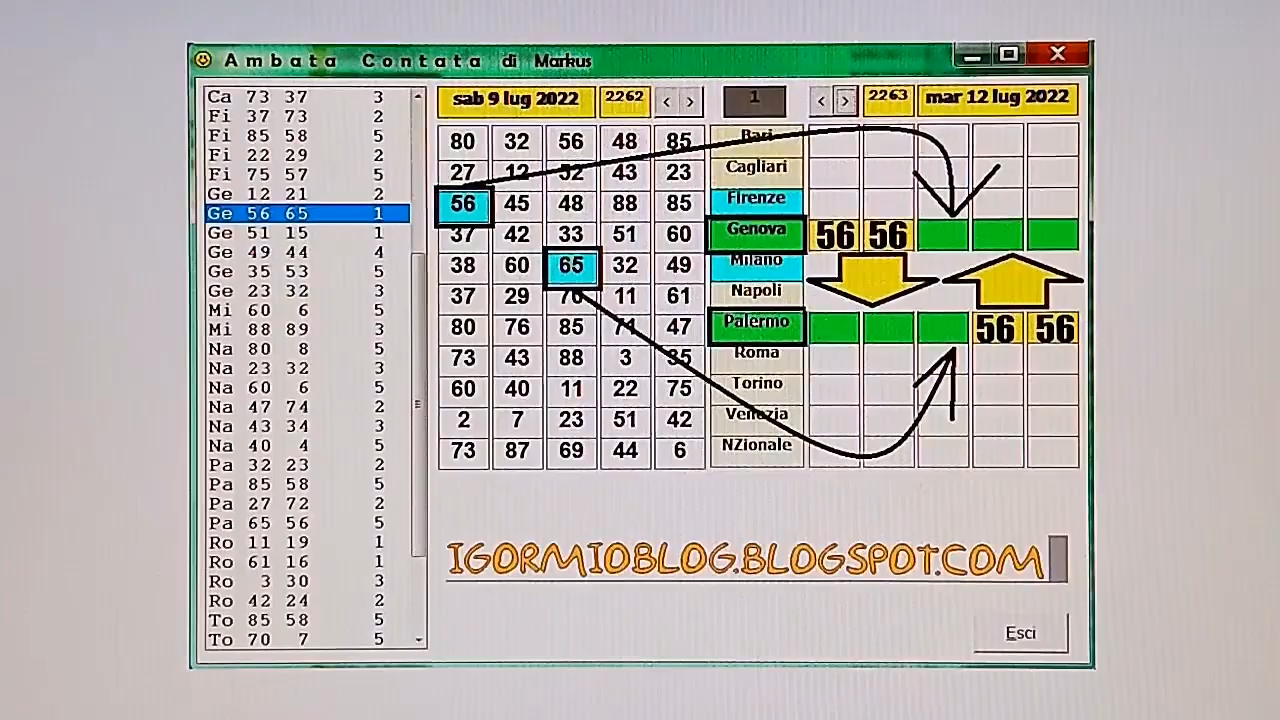 Ambata Contata di Markus
Ca 73 37 3
Fi 37 73 2
Fi 85 58 5
Fi 22 29 2
Fi 75 57 5
Ge 12 21 2
Ge 56 65 1
Ge 51 15 1
Ge 49 44 4
Ge 35 53 5
Ge 23 32 3
Mi 60 6 5
Mi 88 89 3
Na 80 8 5
Na 23 32 3
Na 60 6 5
Na 47 74 2
Na 43 34 3
Na 40 4 5
Pa 32 23 2
Pa 85 58 5
Pa 27 72 2
Pa 65 56 5
Ro 11 19 1
Ro 61 16 1
Ro 3 30 3
Ro 42 24 2
To 85 58 5
To 70 7 5
sab 9 lug 2022 2262 < > 1 < > 2263 mar 12 lug 2022
80 32 56 48 85 Bari
27 12 52 43 23 Cagliari
56 45 48 88 85 Firenze
37 42 33 51 60 Genova 56 56
38 60 65 32 49 Milano
37 29 70 11 61 Napoli
80 76 85 74 47 Palermo 56 56
73 43 88 3 35 Roma
60 40 11 22 75 Torino
2 7 23 51 42 Venezia
73 87 69 44 6 NZionale
IGORMIOBLOG.BLOGSPOT.COM
Esci